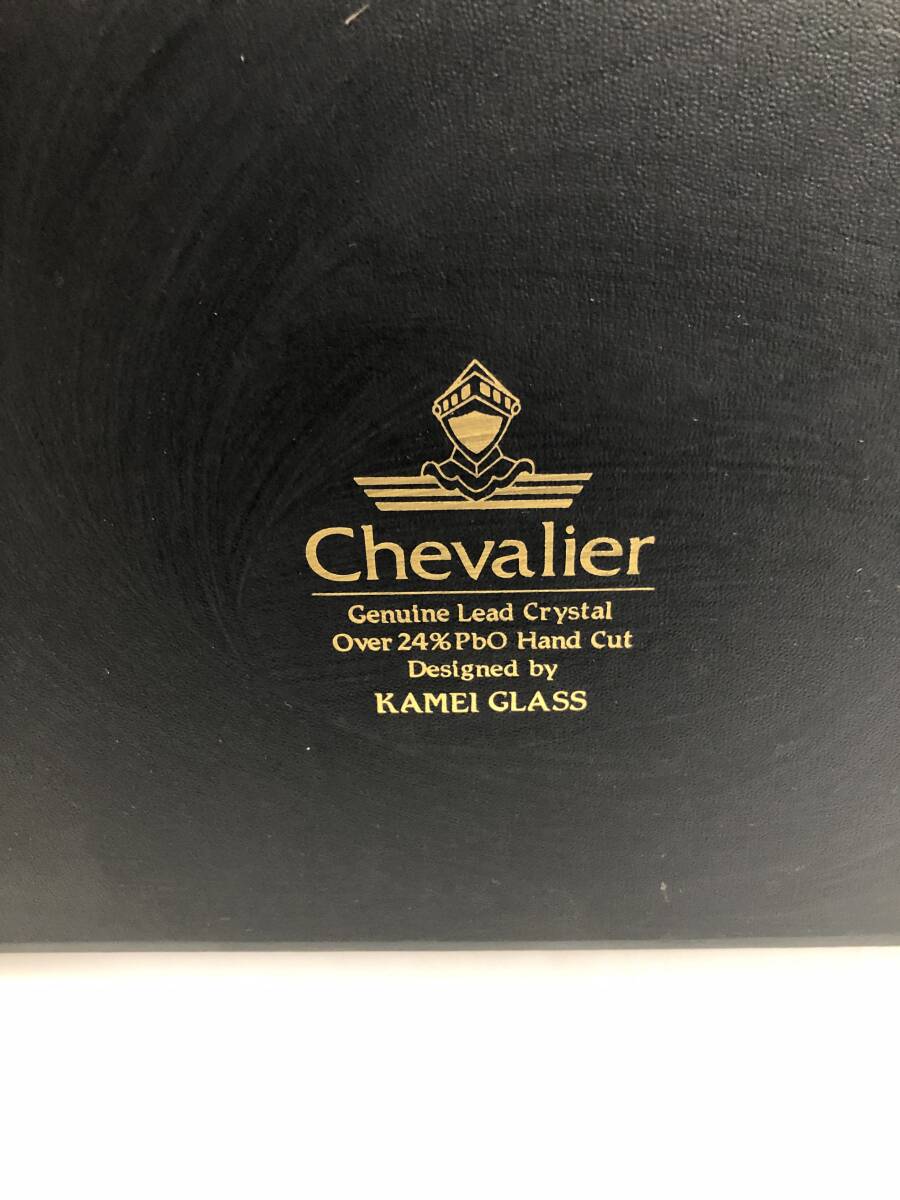 Chevalier
Genuine Lead Crystal
Over 24% PbO Hand Cut
Designed by
KAMEI GLASS